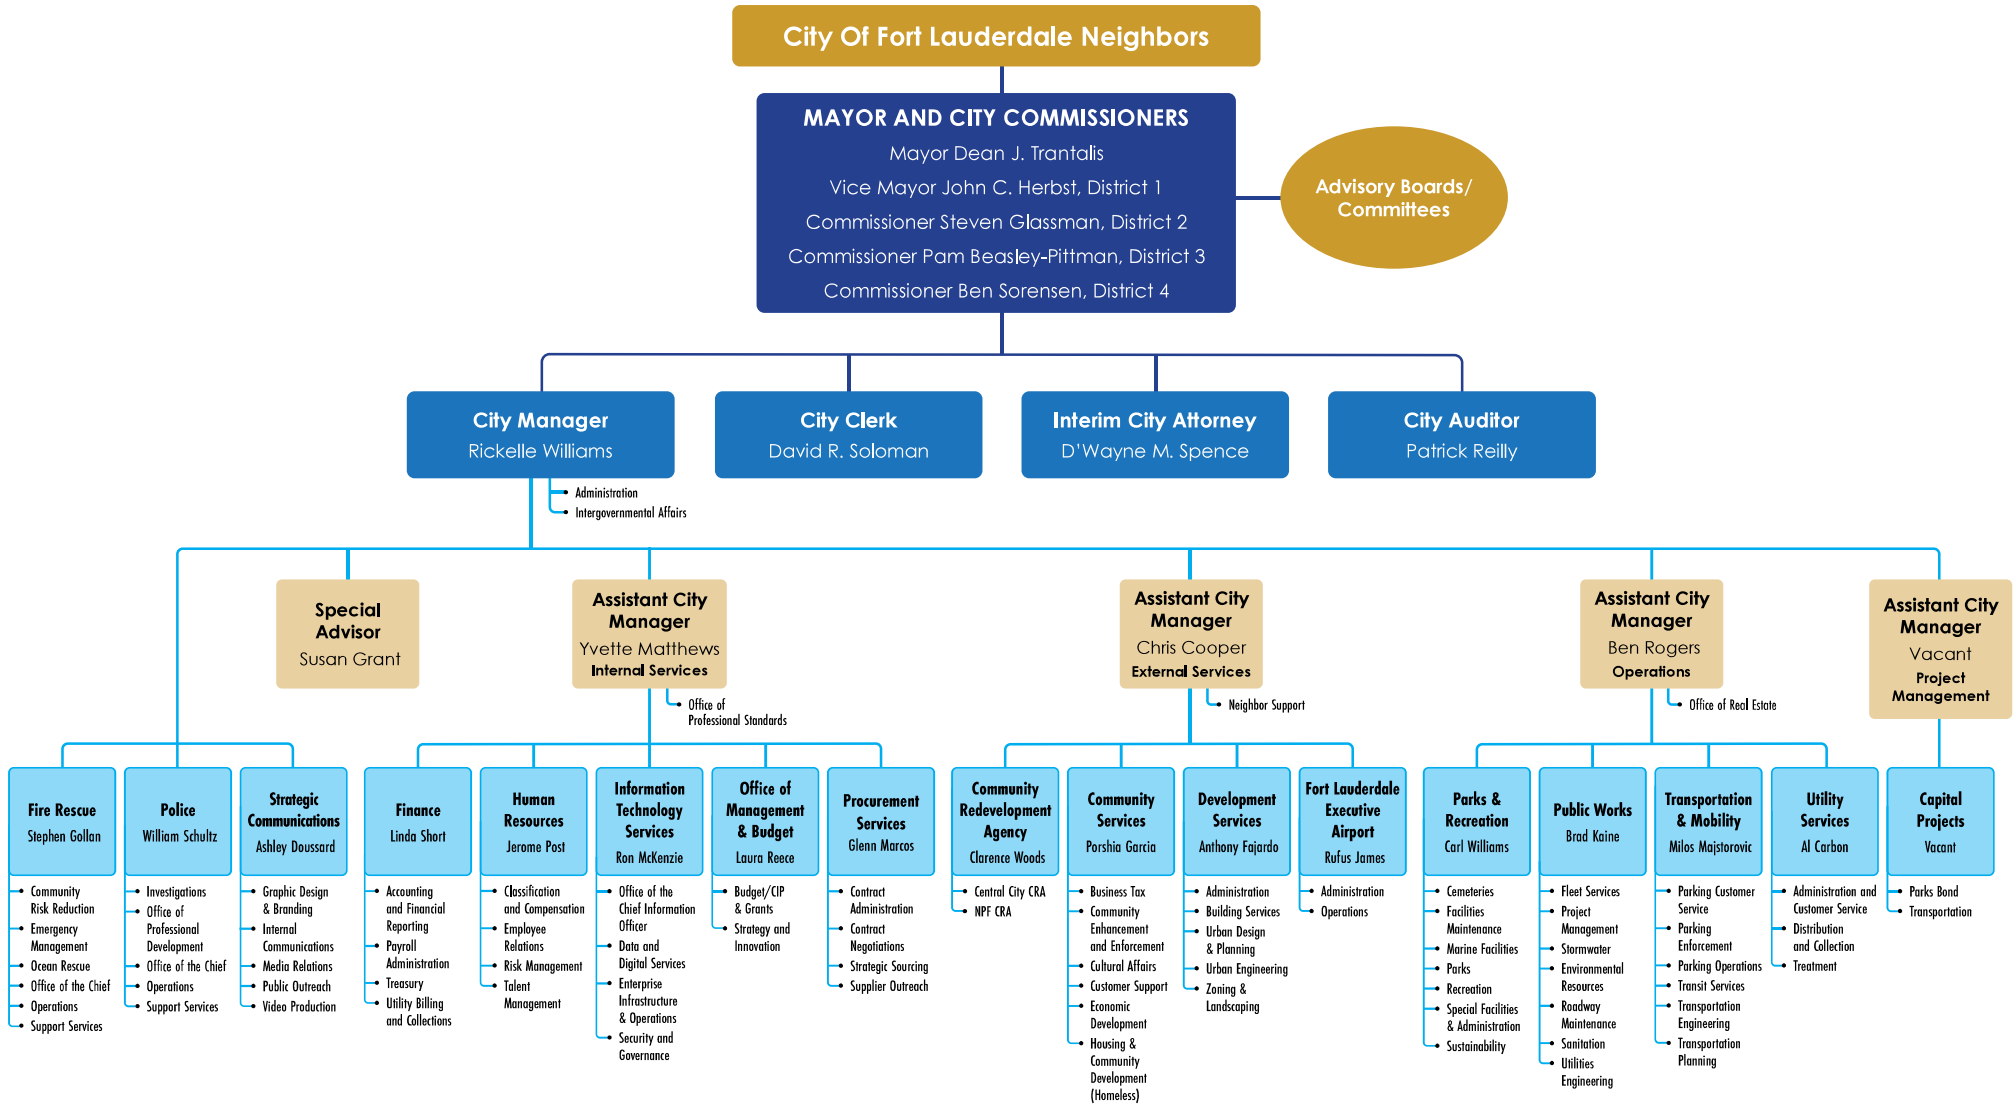 City Of Fort Lauderdale Neighbors
MAYOR AND CITY COMMISSIONERS
Mayor Dean J. Trantalis
Vice Mayor John C. Herbst, District 1
Commissioner Steven Glassman, District 2
Commissioner Pam Beasley-Pittman, District 3
Commissioner Ben Sorensen, District 4
Advisory Boards/
Committees
City Manager
Rickelle Williams
Administration
Intergovernmental Affairs
City Clerk
David R. Soloman
Interim City Attorney
D'Wayne M. Spence
City Auditor
Patrick Reilly
Special
Advisor
Susan Grant
Assistant City
Manager
Yvette Matthews
Internal Services
Office of
Professional Standards
Assistant City
Manager
Chris Cooper
External Services
Neighbor Support
Assistant City
Manager
Ben Rogers
Operations
Office of Real Estate
Assistant City
Manager
Vacant
Project
Management
Fire Rescue
Stephen Gollan
Community
Risk Reduction
Emergency
Management
Ocean Rescue
Office of the Chief
Operations
Support Services
Police
William Schultz
Investigations
Office of
Professional
Development
Office of the Chief
Operations
Support Services
Strategic
Communications
Ashley Doussard
Graphic Design
& Branding
Internal
Communications
Media Relations
Public Outreach
Video Production
Finance
Linda Short
Accounting
and Financial
Reporting
Payroll
Administration
Treasury
Utility Billing
and Collections
Human
Resources
Jerome Post
Classification
and Compensation
Employee
Relations
Risk Management
Talent
Management
Information
Technology
Services
Ron McKenzie
Office of the
Chief Information
Officer
Data and
Digital Services
Enterprise
Infrastructure
& Operations
Security and
Governance
Office of
Management
& Budget
Laura Reece
Budget/CIP
& Grants
Strategy and
Innovation
Procurement
Services
Glenn Marcos
Contract
Administration
Contract
Negotiations
Strategic Sourcing
Supplier Outreach
Community
Redevelopment
Agency
Clarence Woods
Central City CRA
NPF CRA
Community
Services
Porshia Garcia
Business Tax
Community
Enhancement
and Enforcement
Cultural Affairs
Customer Support
Economic
Development
Housing &
Community
Development
(Homeless)
Development
Services
Anthony Fajardo
Administration
Building Services
Urban Design
& Planning
Urban Engineering
Zoning &
Landscaping
Fort Lauderdale
Executive
Airport
Rufus James
Administration
Operations
Parks &
Recreation
Carl Williams
Cemeteries
Facilities
Maintenance
Marine Facilities
Parks
Recreation
Special Facilities
& Administration
Sustainability
Public Works
Brad Kaine
Fleet Services
Project
Management
Stormwater
Environmental
Resources
Roadway
Maintenance
Sanitation
Utilities
Engineering
Transportation
& Mobility
Milos Majstorovic
Parking Customer
Service
Parking
Enforcement
Parking Operations
Transit Services
Transportation
Engineering
Transportation
Planning
Utility
Services
Al Carbon
Administration and
Customer Service
Distribution
and Collection
Treatment
Capital
Projects
Vacant
Parks Bond
Transportation